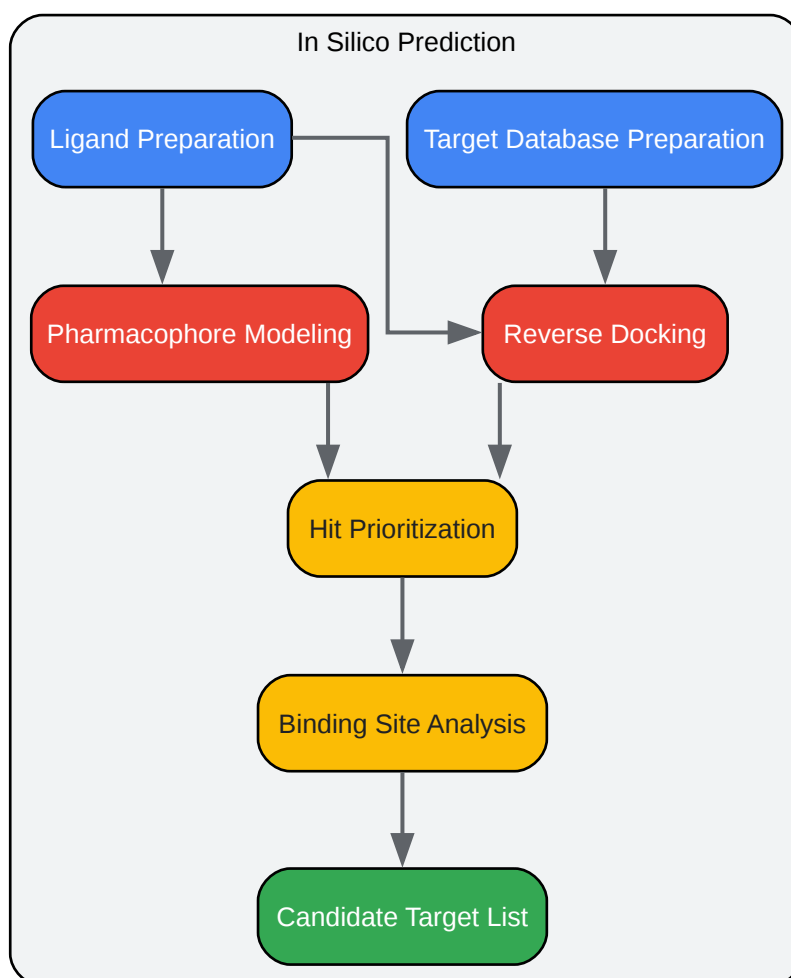 In Silico Prediction
Ligand Preparation
Target Database Preparation
Pharmacophore Modeling
Reverse Docking
Hit Prioritization
Binding Site Analysis
Candidate Target List